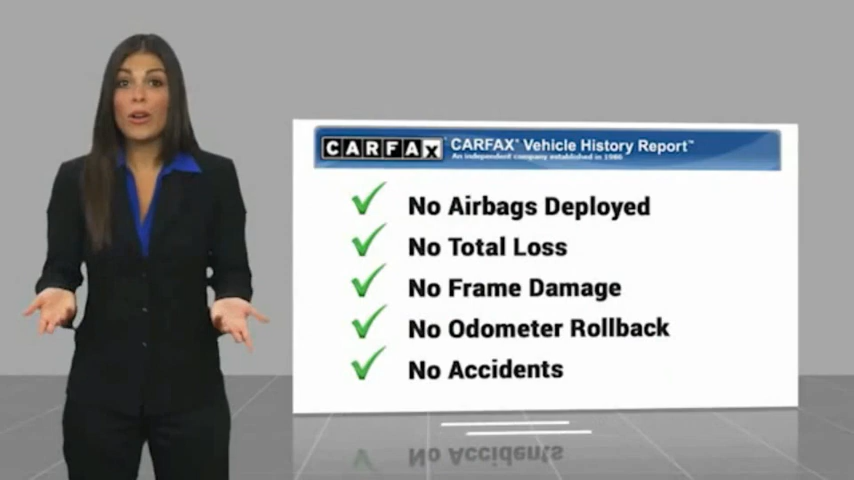 CARFAX
CARFAX® Vehicle History Report™
An independent company established in 1986
No Airbags Deployed
No Total Loss
No Frame Damage
No Odometer Rollback
No Accidents
No Accidents